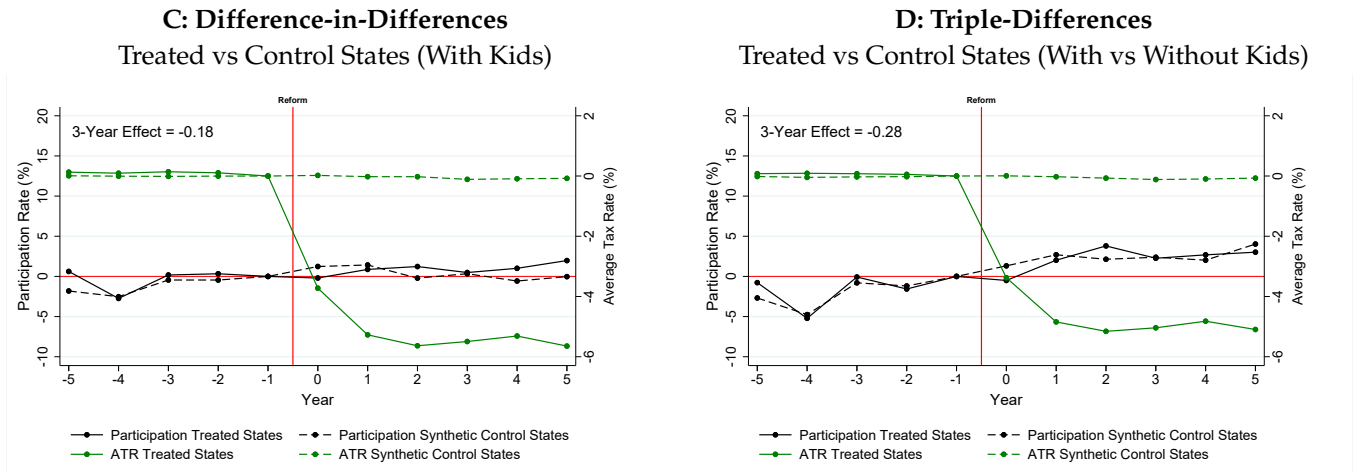 C: Difference-in-Differences
Treated vs Control States (With Kids)
Reform
3-Year Effect = -0.18
Participation Rate (%)
20
15
10
5
0
-5
-10
Average Tax Rate (%)
2
0
-2
-4
-6
-5 -4 -3 -2 -1 0 1 2 3 4 5
Year
Participation Treated States Participation Synthetic Control States
ATR Treated States ATR Synthetic Control States
D: Triple-Differences
Treated vs Control States (With vs Without Kids)
Reform
3-Year Effect = -0.28
Participation Rate (%)
20
15
10
5
0
-5
-10
Average Tax Rate (%)
2
0
-2
-4
-6
-5 -4 -3 -2 -1 0 1 2 3 4 5
Year
Participation Treated States Participation Synthetic Control States
ATR Treated States ATR Synthetic Control States